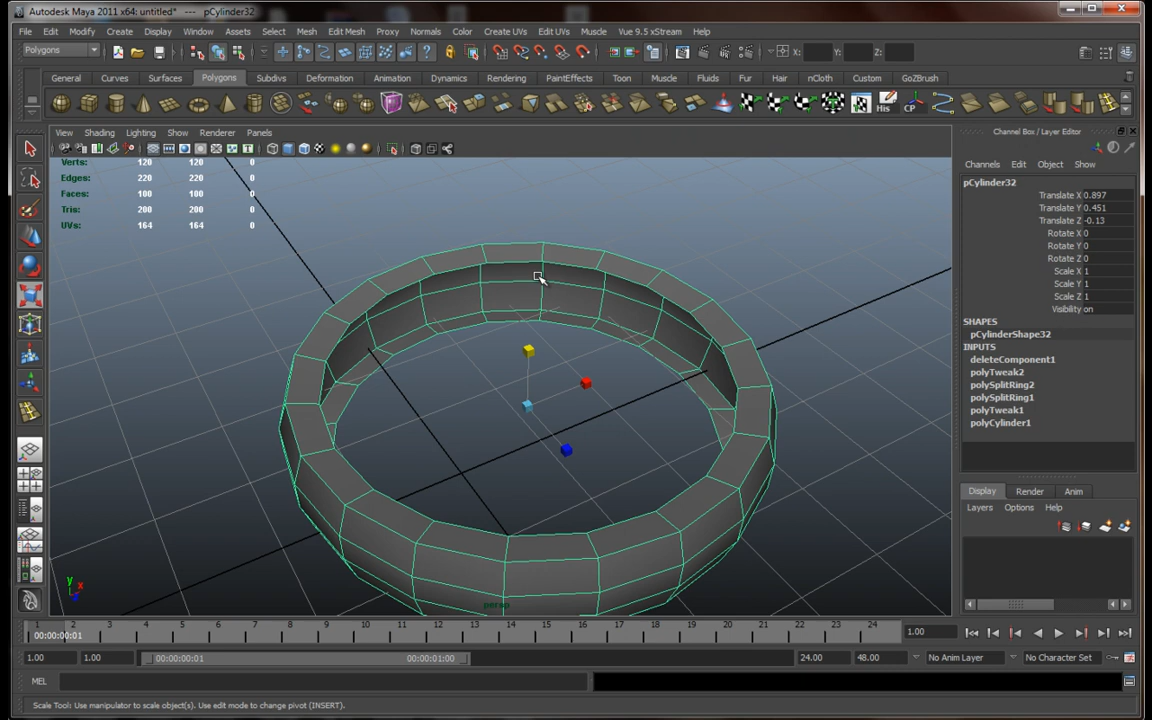 Autodesk Maya 2011 x64: untitled* --- pCylinder32
File Edit Modify Create Display Window Assets Select Mesh Edit Mesh Proxy Normals Color Create UVs Edit UVs Muscle Vue 9.5 xStream Help
Polygons X: Y: Z:
General Curves Surfaces Polygons Subdivs Deformation Animation Dynamics Rendering PaintEffects Toon Muscle Fluids Fur Hair nCloth Custom GoZBrush
His CP
Channel Box / Layer Editor
View Shading Lighting Show Renderer Panels
Channels Edit Object Show
Verts: 120 120 0
Edges: 220 220 0
Faces: 100 100 0
Tris: 200 200 0
UVs: 164 164 0
pCylinder32
Translate X 0.897
Translate Y 0.451
Translate Z -0.13
Rotate X 0
Rotate Y 0
Rotate Z 0
Scale X 1
Scale Y 1
Scale Z 1
Visibility on
SHAPES
pCylinderShape32
INPUTS
deleteComponent1
polyTweak2
polySplitRing2
polySplitRing1
polyTweak1
polyCylinder1
Display Render Anim
Layers Options Help
y x
persp
1 2 3 4 5 6 7 8 9 10 11 12 13 14 15 16 17 18 19 20 21 22 23 24
00:00:00:01 1.00
1.00 1.00 00:00:00:01 00:00:01:00 24.00 48.00 No Anim Layer No Character Set
MEL
Scale Tool: Use manipulator to scale object(s). Use edit mode to change pivot (INSERT).